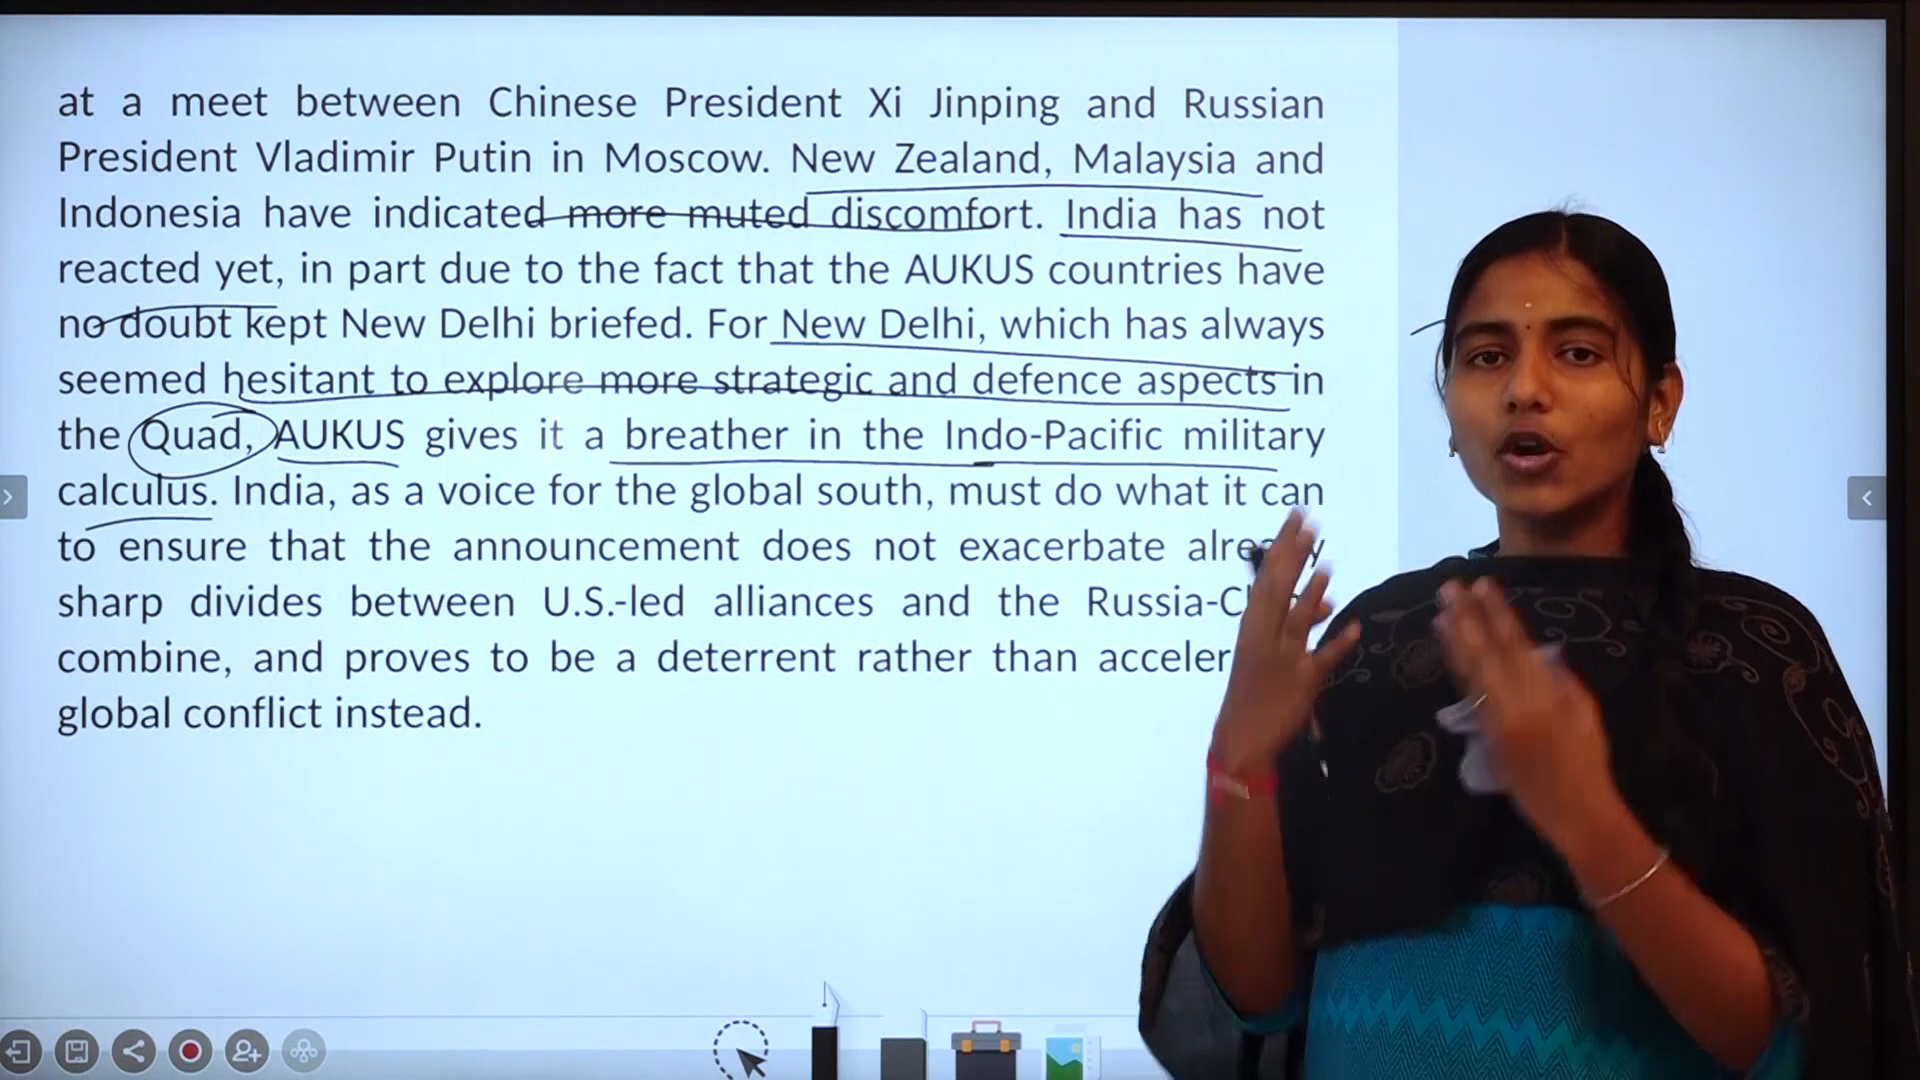 at a meet between Chinese President Xi Jinping and Russian
President Vladimir Putin in Moscow. New Zealand, Malaysia and
Indonesia have indicated more muted discomfort. India has not
reacted yet, in part due to the fact that the AUKUS countries have
no doubt kept New Delhi briefed. For New Delhi, which has always
seemed hesitant to explore more strategic and defence aspects in
the Quad, AUKUS gives it a breather in the Indo-Pacific military
calculus. India, as a voice for the global south, must do what it can
to ensure that the announcement does not exacerbate
sharp divides between U.S.-led alliances and the
combine, and proves to be a deterrent rather than
global conflict instead.